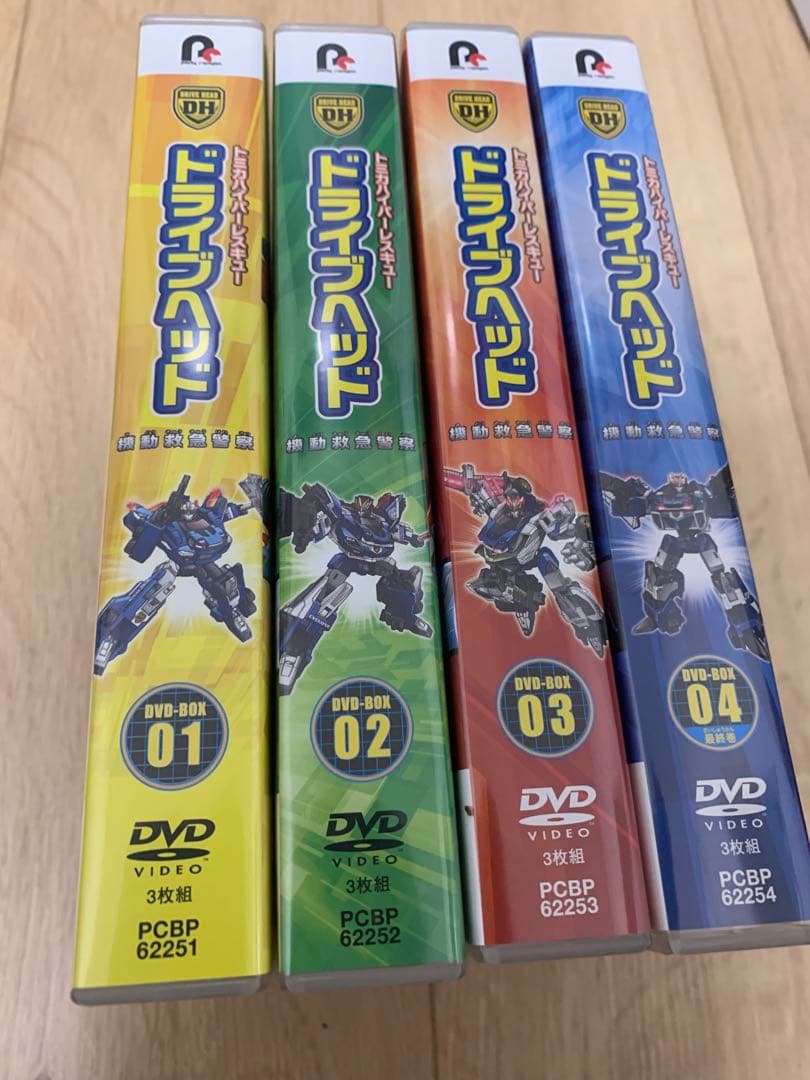 DRIVE HEAD
DH
トミカハイパーレスキュー
ドライブヘッド
機動救急警察
DVD-BOX
01
DVD
VIDEO
3枚組
PCBP
62251
DRIVE HEAD
DH
トミカハイパーレスキュー
ドライブヘッド
機動救急警察
CYCLONE
DVD-BOX
02
DVD
VIDEO
3枚組
PCBP
62252
DRIVE HEAD
DH
トミカハイパーレスキュー
ドライブヘッド
機動救急警察
DVD-BOX
03
DVD
VIDEO
3枚組
PCBP
62253
DRIVE HEAD
DH
トミカハイパーレスキュー
ドライブヘッド
機動救急警察
DVD-BOX
04
さいしゅうかん
最終巻
DVD
VIDEO
3枚組
PCBP
62254